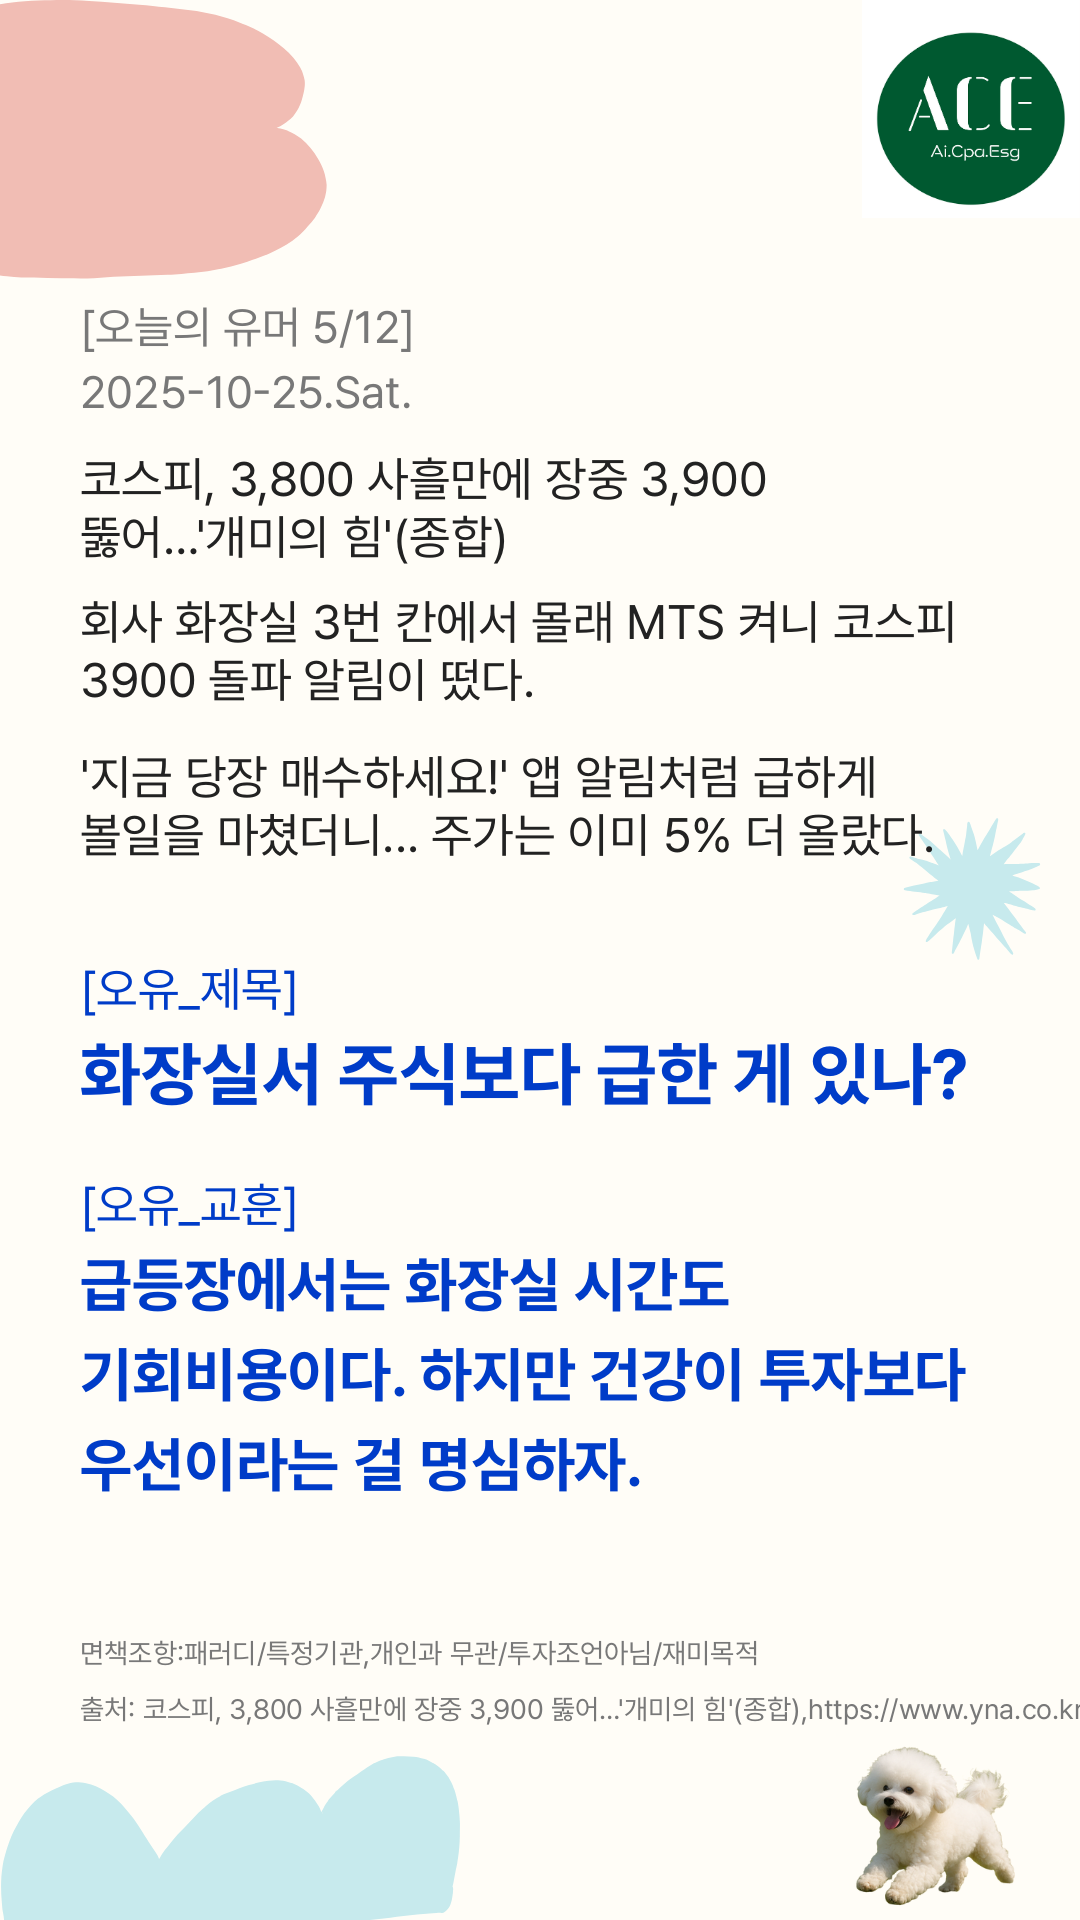 ACE
Ai.Cpa.Esg
[오늘의 유머 5/12]
2025-10-25.Sat.
코스피, 3,800 사흘만에 장중 3,900
뚫어...'개미의 힘'(종합)
회사 화장실 3번 칸에서 몰래 MTS 켜니 코스피
3900 돌파 알림이 떴다.
'지금 당장 매수하세요!' 앱 알림처럼 급하게
볼일을 마쳤더니... 주가는 이미 5% 더 올랐다.
[오유_제목]
화장실서 주식보다 급한 게 있나?
[오유_교훈]
급등장에서는 화장실 시간도
기회비용이다. 하지만 건강이 투자보다
우선이라는 걸 명심하자.
면책조항:패러디/특정기관,개인과 무관/투자조언아님/재미목적
출처: 코스피, 3,800 사흘만에 장중 3,900 뚫어...'개미의 힘'(종합),https://www.yna.co.kr